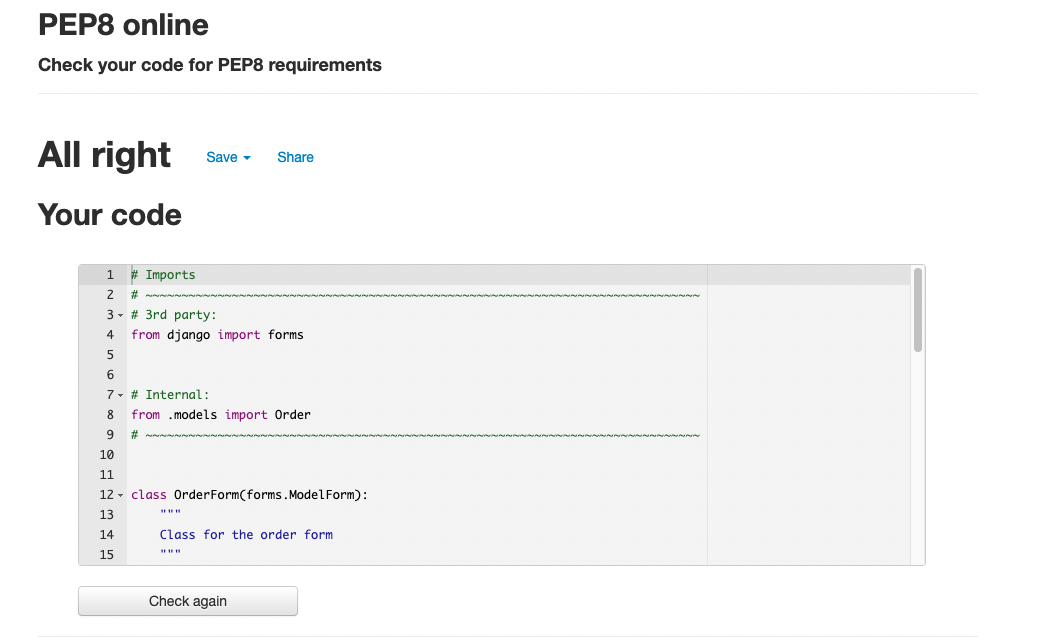 PEP8 online
Check your code for PEP8 requirements
All right Save Share
Your code
1 # Imports
2 # ~~~~~~~~~~~~~~~~~~~~~~~~~~~~~~~~~~~~~~~~~~~~~~~~~~~~~~~~~~~~~~~~~~~~~~~~~~~~~
3 # 3rd party:
4 from django import forms
5
6
7 # Internal:
8 from .models import Order
9 # ~~~~~~~~~~~~~~~~~~~~~~~~~~~~~~~~~~~~~~~~~~~~~~~~~~~~~~~~~~~~~~~~~~~~~~~~~~~~~
10
11
12 class OrderForm(forms.ModelForm):
13     """
14     Class for the order form
15     """
Check again